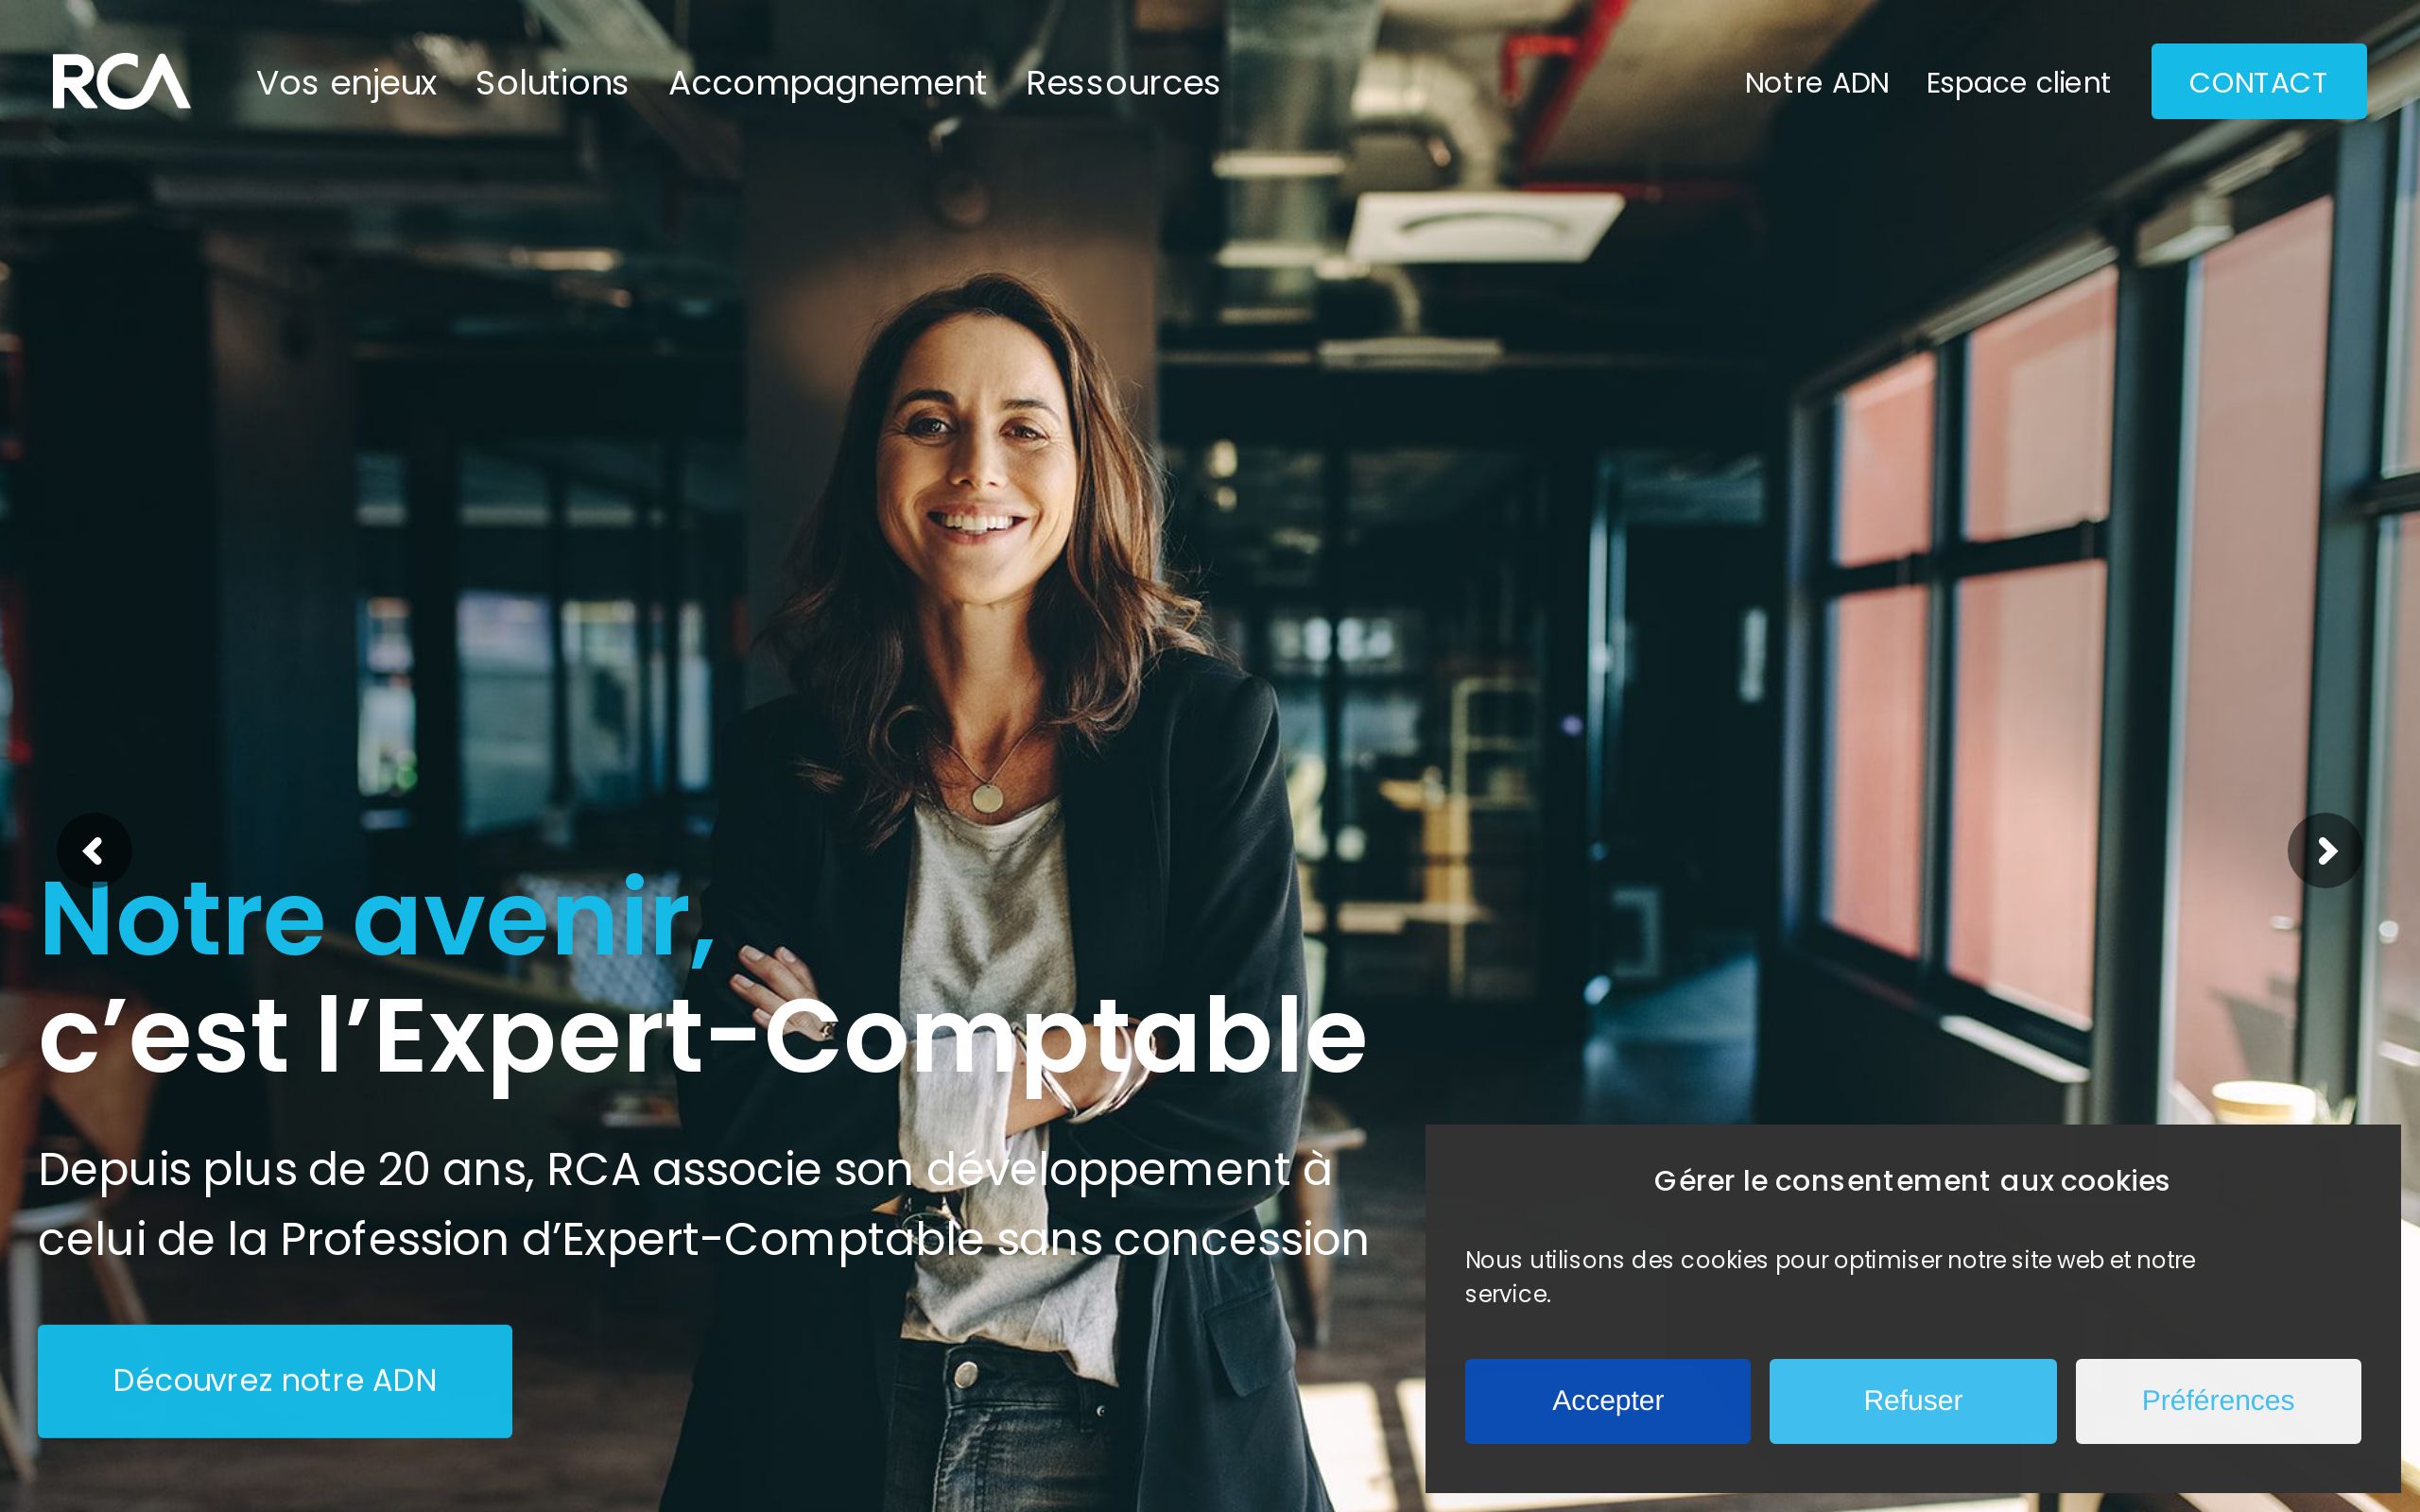 RCA
Vos enjeux
Solutions
Accompagnement
Ressources
Notre ADN
Espace client
CONTACT
Notre avenir,
c’est l’Expert-Comptable
Depuis plus de 20 ans, RCA associe son développement à
celui de la Profession d’Expert-Comptable sans concession
Découvrez notre ADN
Gérer le consentement aux cookies
Nous utilisons des cookies pour optimiser notre site web et notre
service.
Accepter
Refuser
Préférences